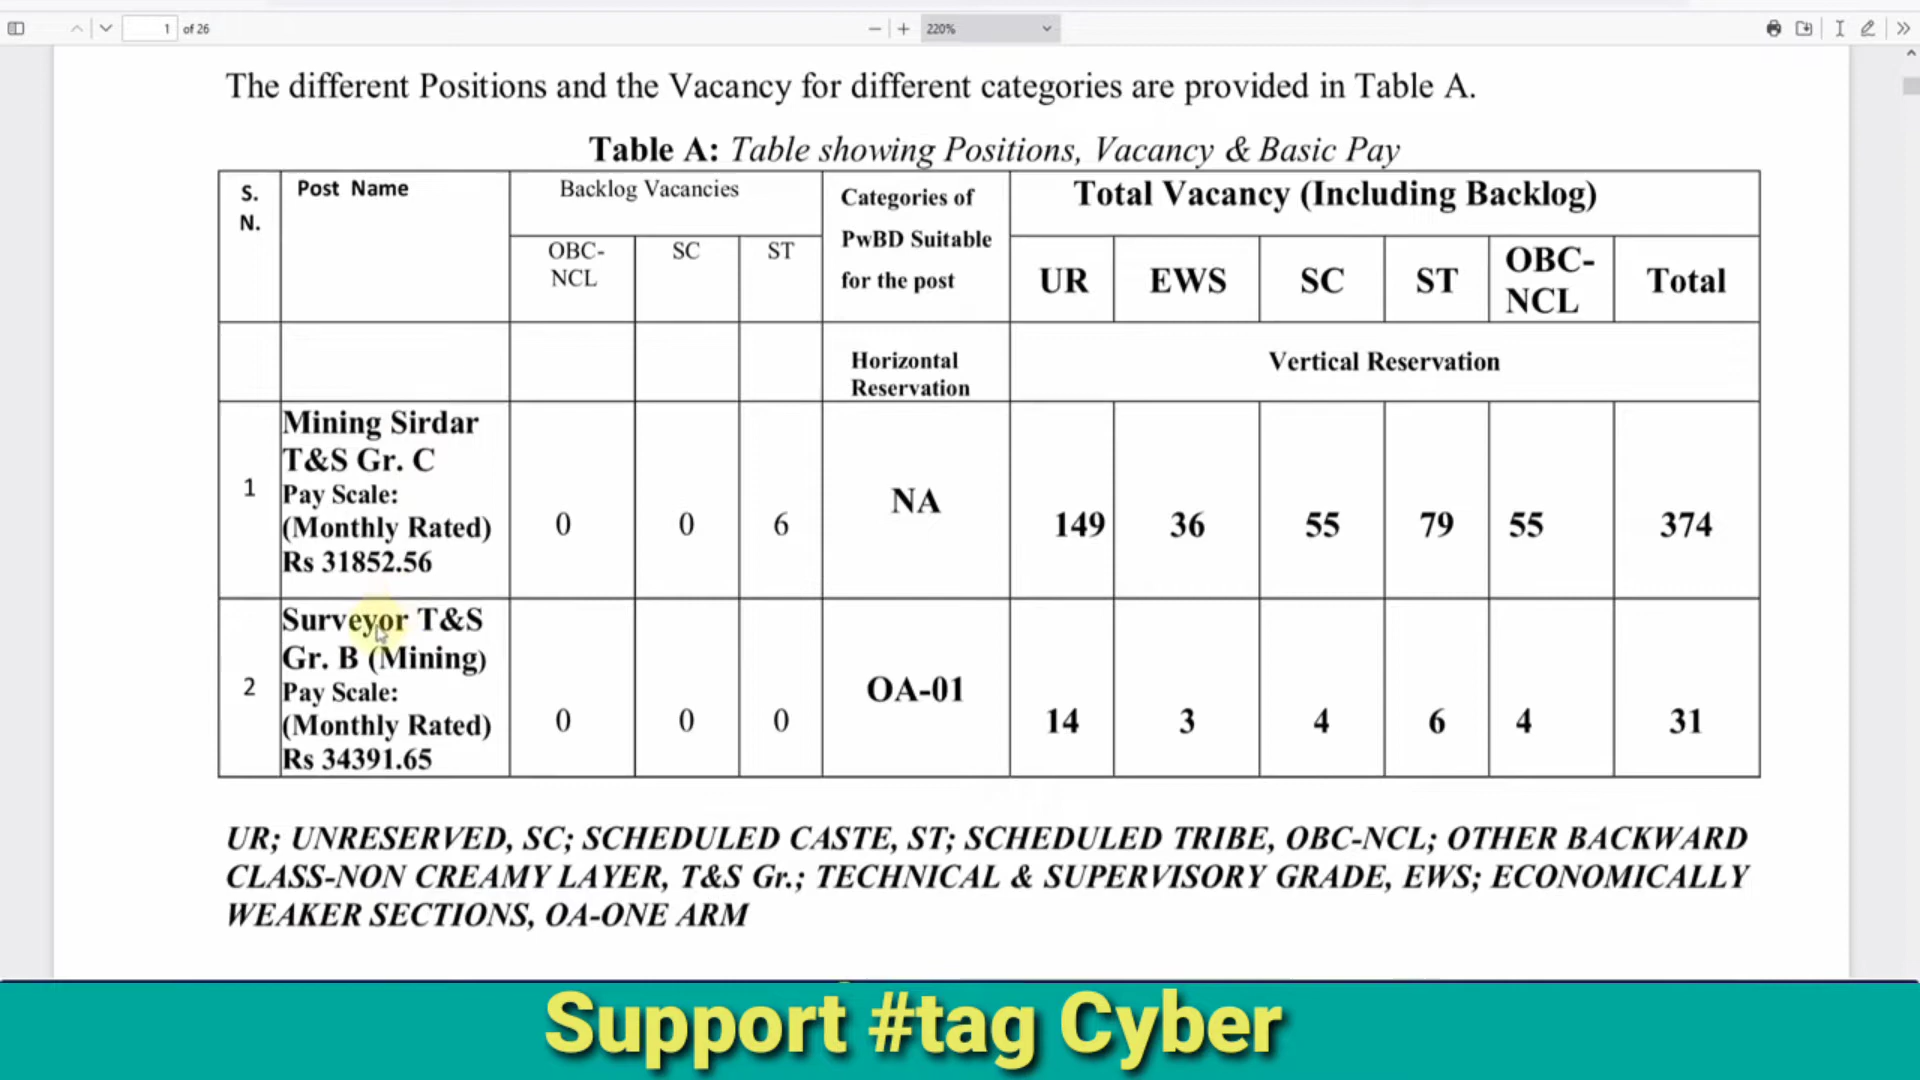 1 of 26
220%
The different Positions and the Vacancy for different categories are provided in Table A.
Table A: Table showing Positions, Vacancy & Basic Pay
S. N.
Post Name
Backlog Vacancies
Categories of
PwBD Suitable
for the post
Total Vacancy (Including Backlog)
OBC-
NCL
SC
ST
UR
EWS
SC
ST
OBC-
NCL
Total
Horizontal
Reservation
Vertical Reservation
1
Mining Sirdar
T&S Gr. C
Pay Scale:
(Monthly Rated)
Rs 31852.56
0
0
6
NA
149
36
55
79
55
374
2
Surveyor T&S
Gr. B (Mining)
Pay Scale:
(Monthly Rated)
Rs 34391.65
0
0
0
OA-01
14
3
4
6
4
31
UR; UNRESERVED, SC; SCHEDULED CASTE, ST; SCHEDULED TRIBE, OBC-NCL; OTHER BACKWARD
CLASS-NON CREAMY LAYER, T&S Gr.; TECHNICAL & SUPERVISORY GRADE, EWS; ECONOMICALLY
WEAKER SECTIONS, OA-ONE ARM
Support #tag Cyber